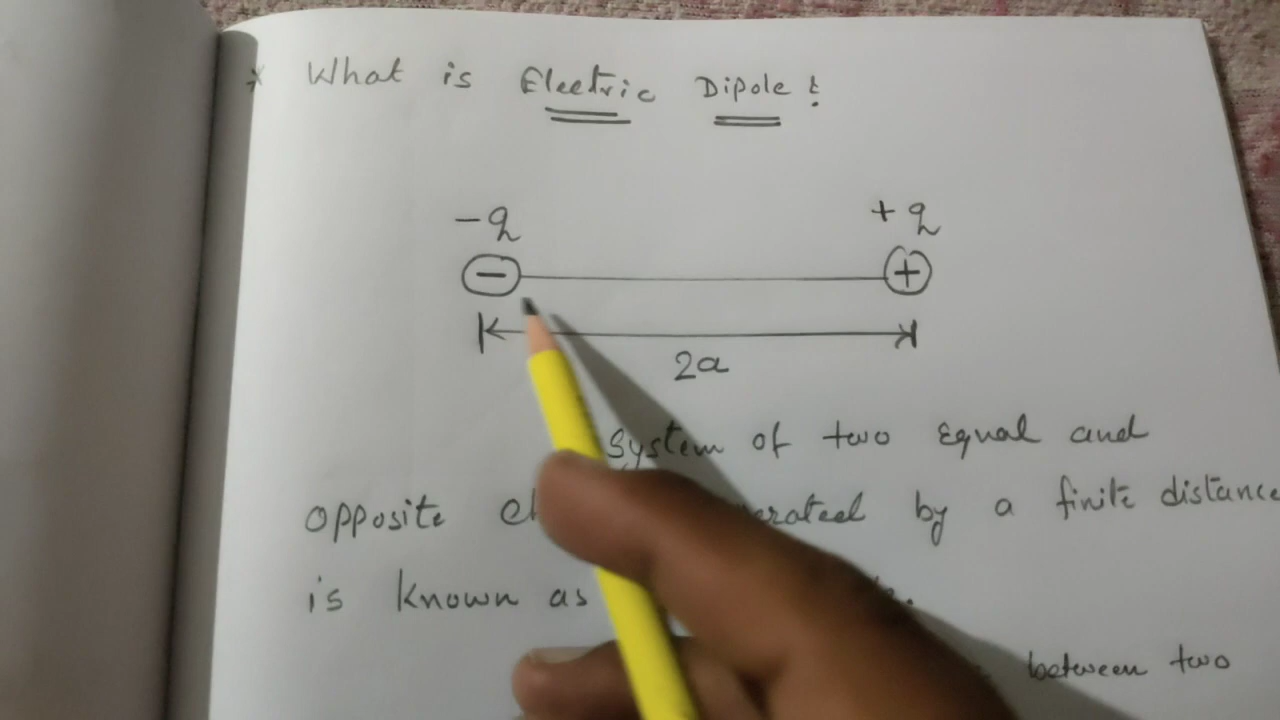 * What is Electric Dipole?
-q +q
− +
2a
System of two Equal and
opposite by a finite distance
is known as
between two